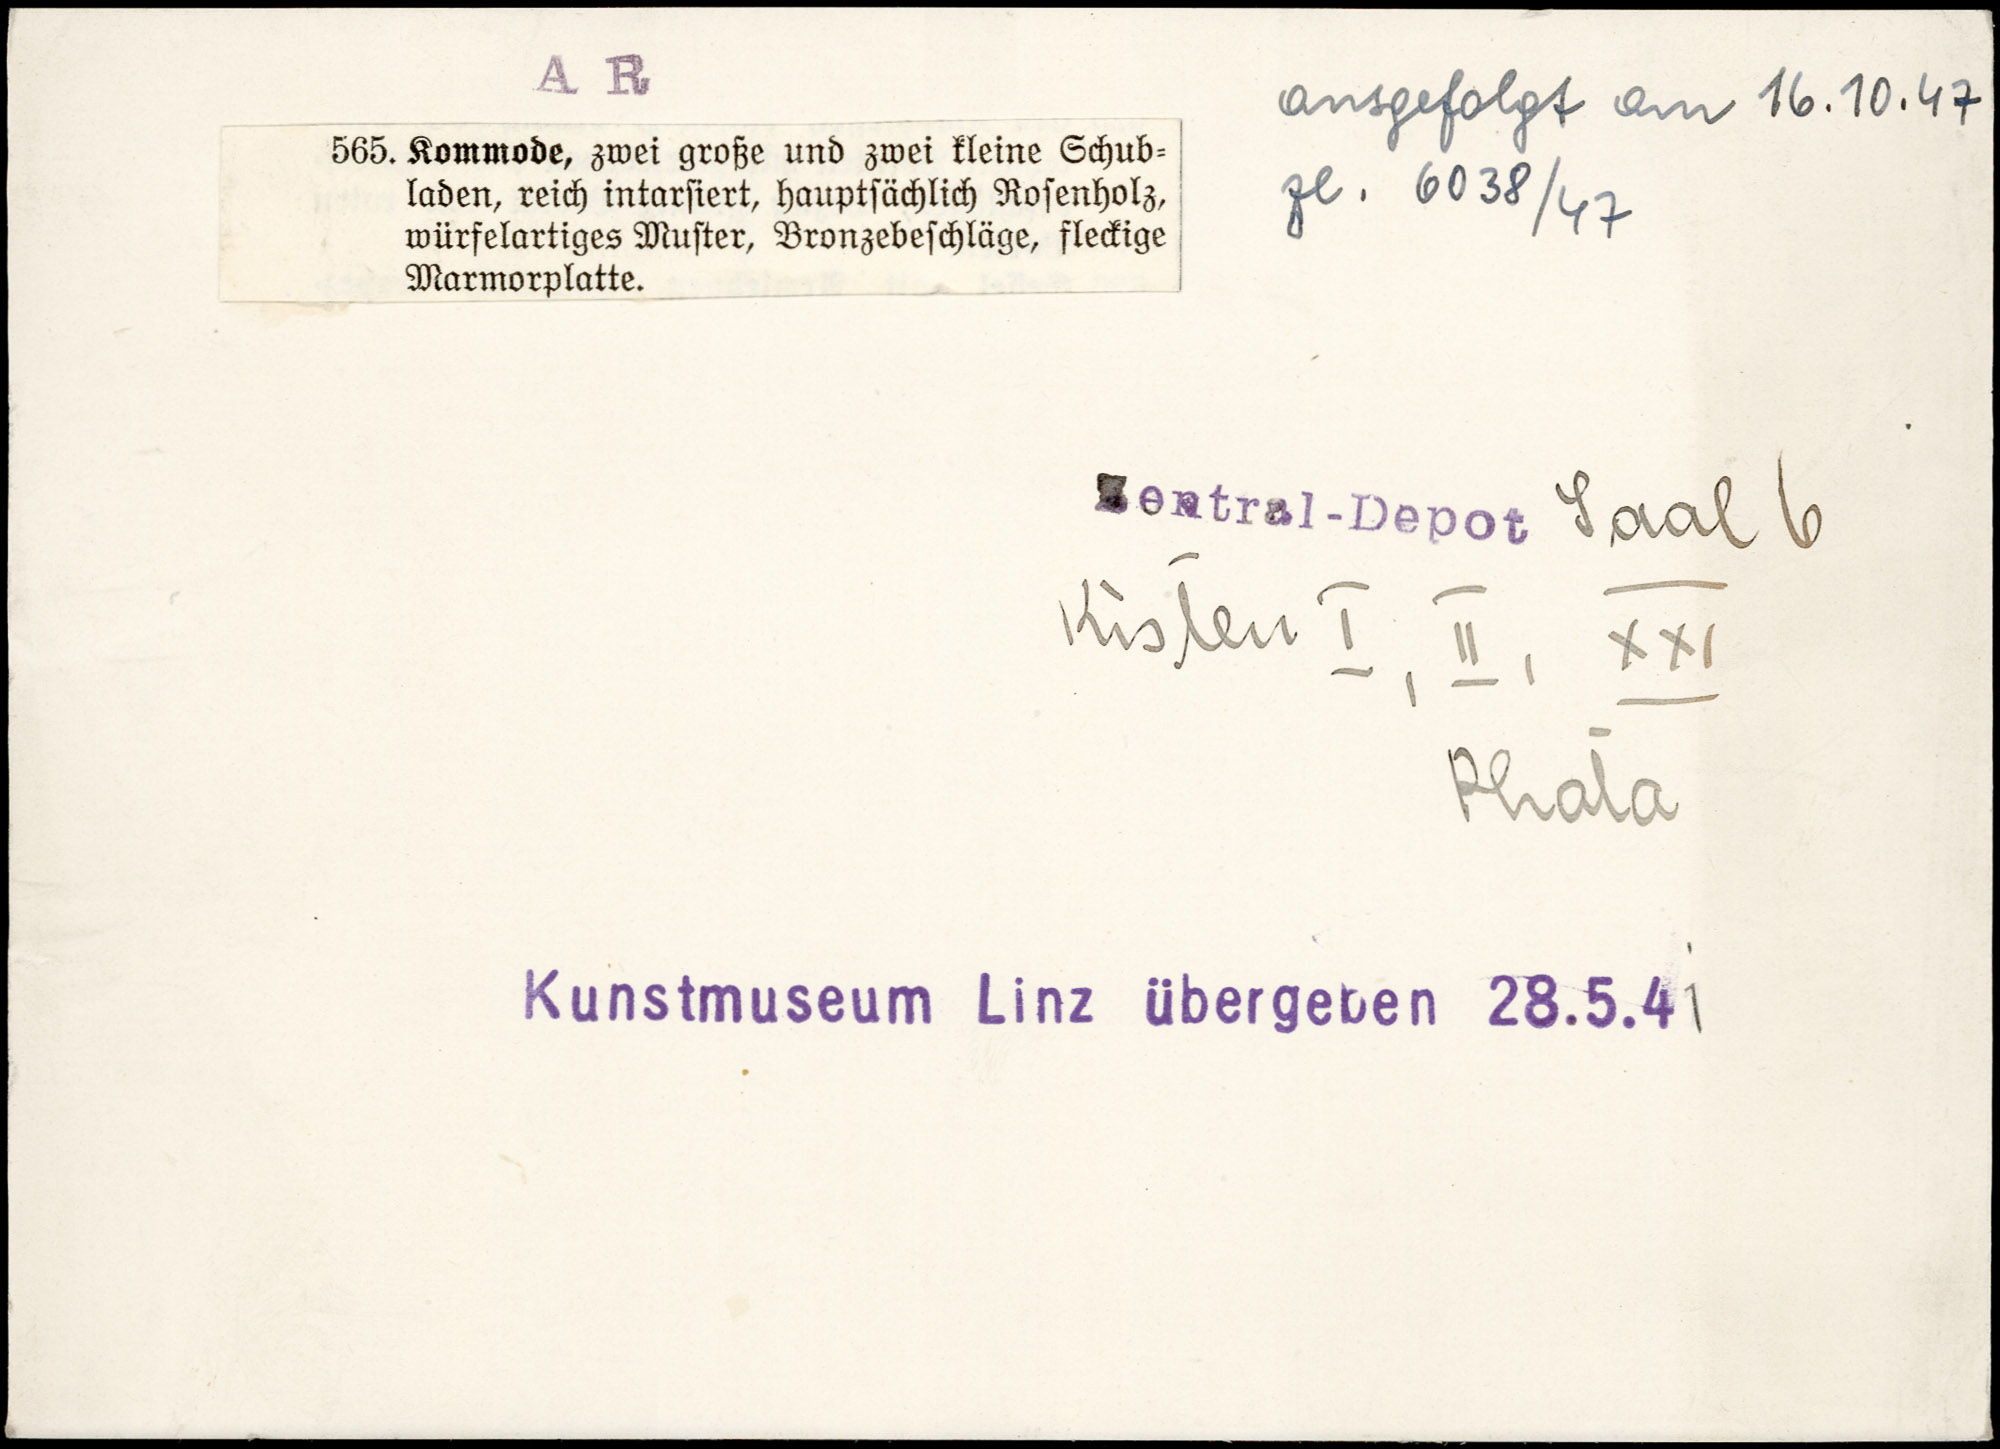 A R
ausgefolgt am 16.10.47
zl. 6038/47
565. Kommode, zwei große und zwei kleine Schub-
laden, reich intarsiert, hauptsächlich Rosenholz,
würfelartiges Muster, Bronzebeschläge, fleckige
Marmorplatte.
Zentral-Depot Saal 6
Kisten I, II, XXI
Photo
Kunstmuseum Linz übergeben 28.5.41